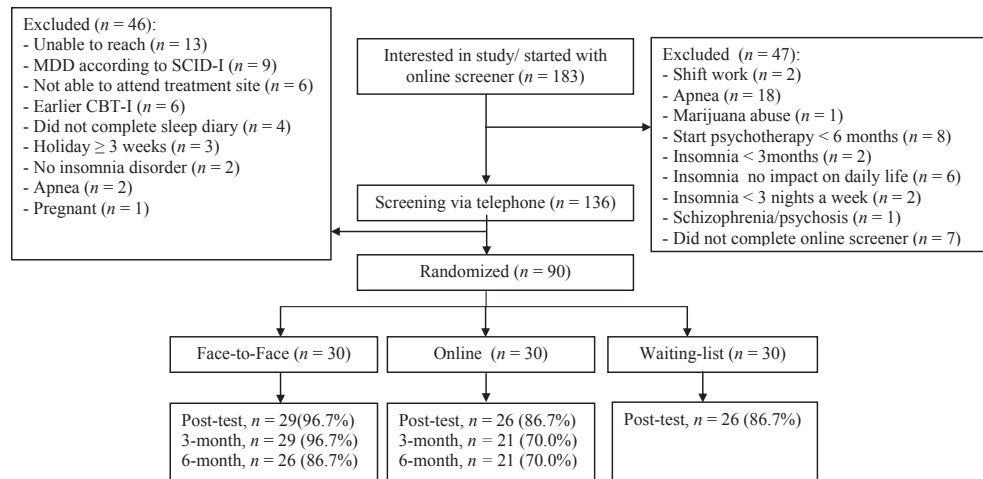 Excluded (n = 46):
- Unable to reach (n = 13)
- MDD according to SCID-I (n = 9)
- Not able to attend treatment site (n = 6)
- Earlier CBT-I (n = 6)
- Did not complete sleep diary (n = 4)
- Holiday ≥ 3 weeks (n = 3)
- No insomnia disorder (n = 2)
- Apnea (n = 2)
- Pregnant (n = 1)
Interested in study/ started with
online screener (n = 183)
Excluded (n = 47):
- Shift work (n = 2)
- Apnea (n = 18)
- Marijuana abuse (n = 1)
- Start psychotherapy < 6 months (n = 8)
- Insomnia < 3months (n = 2)
- Insomnia no impact on daily life (n = 6)
- Insomnia < 3 nights a week (n = 2)
- Schizophrenia/psychosis (n = 1)
- Did not complete online screener (n = 7)
Screening via telephone (n = 136)
Randomized (n = 90)
Face-to-Face (n = 30)
Online (n = 30)
Waiting-list (n = 30)
Post-test, n = 29(96.7%)
3-month, n = 29 (96.7%)
6-month, n = 26 (86.7%)
Post-test, n = 26 (86.7%)
3-month, n = 21 (70.0%)
6-month, n = 21 (70.0%)
Post-test, n = 26 (86.7%)